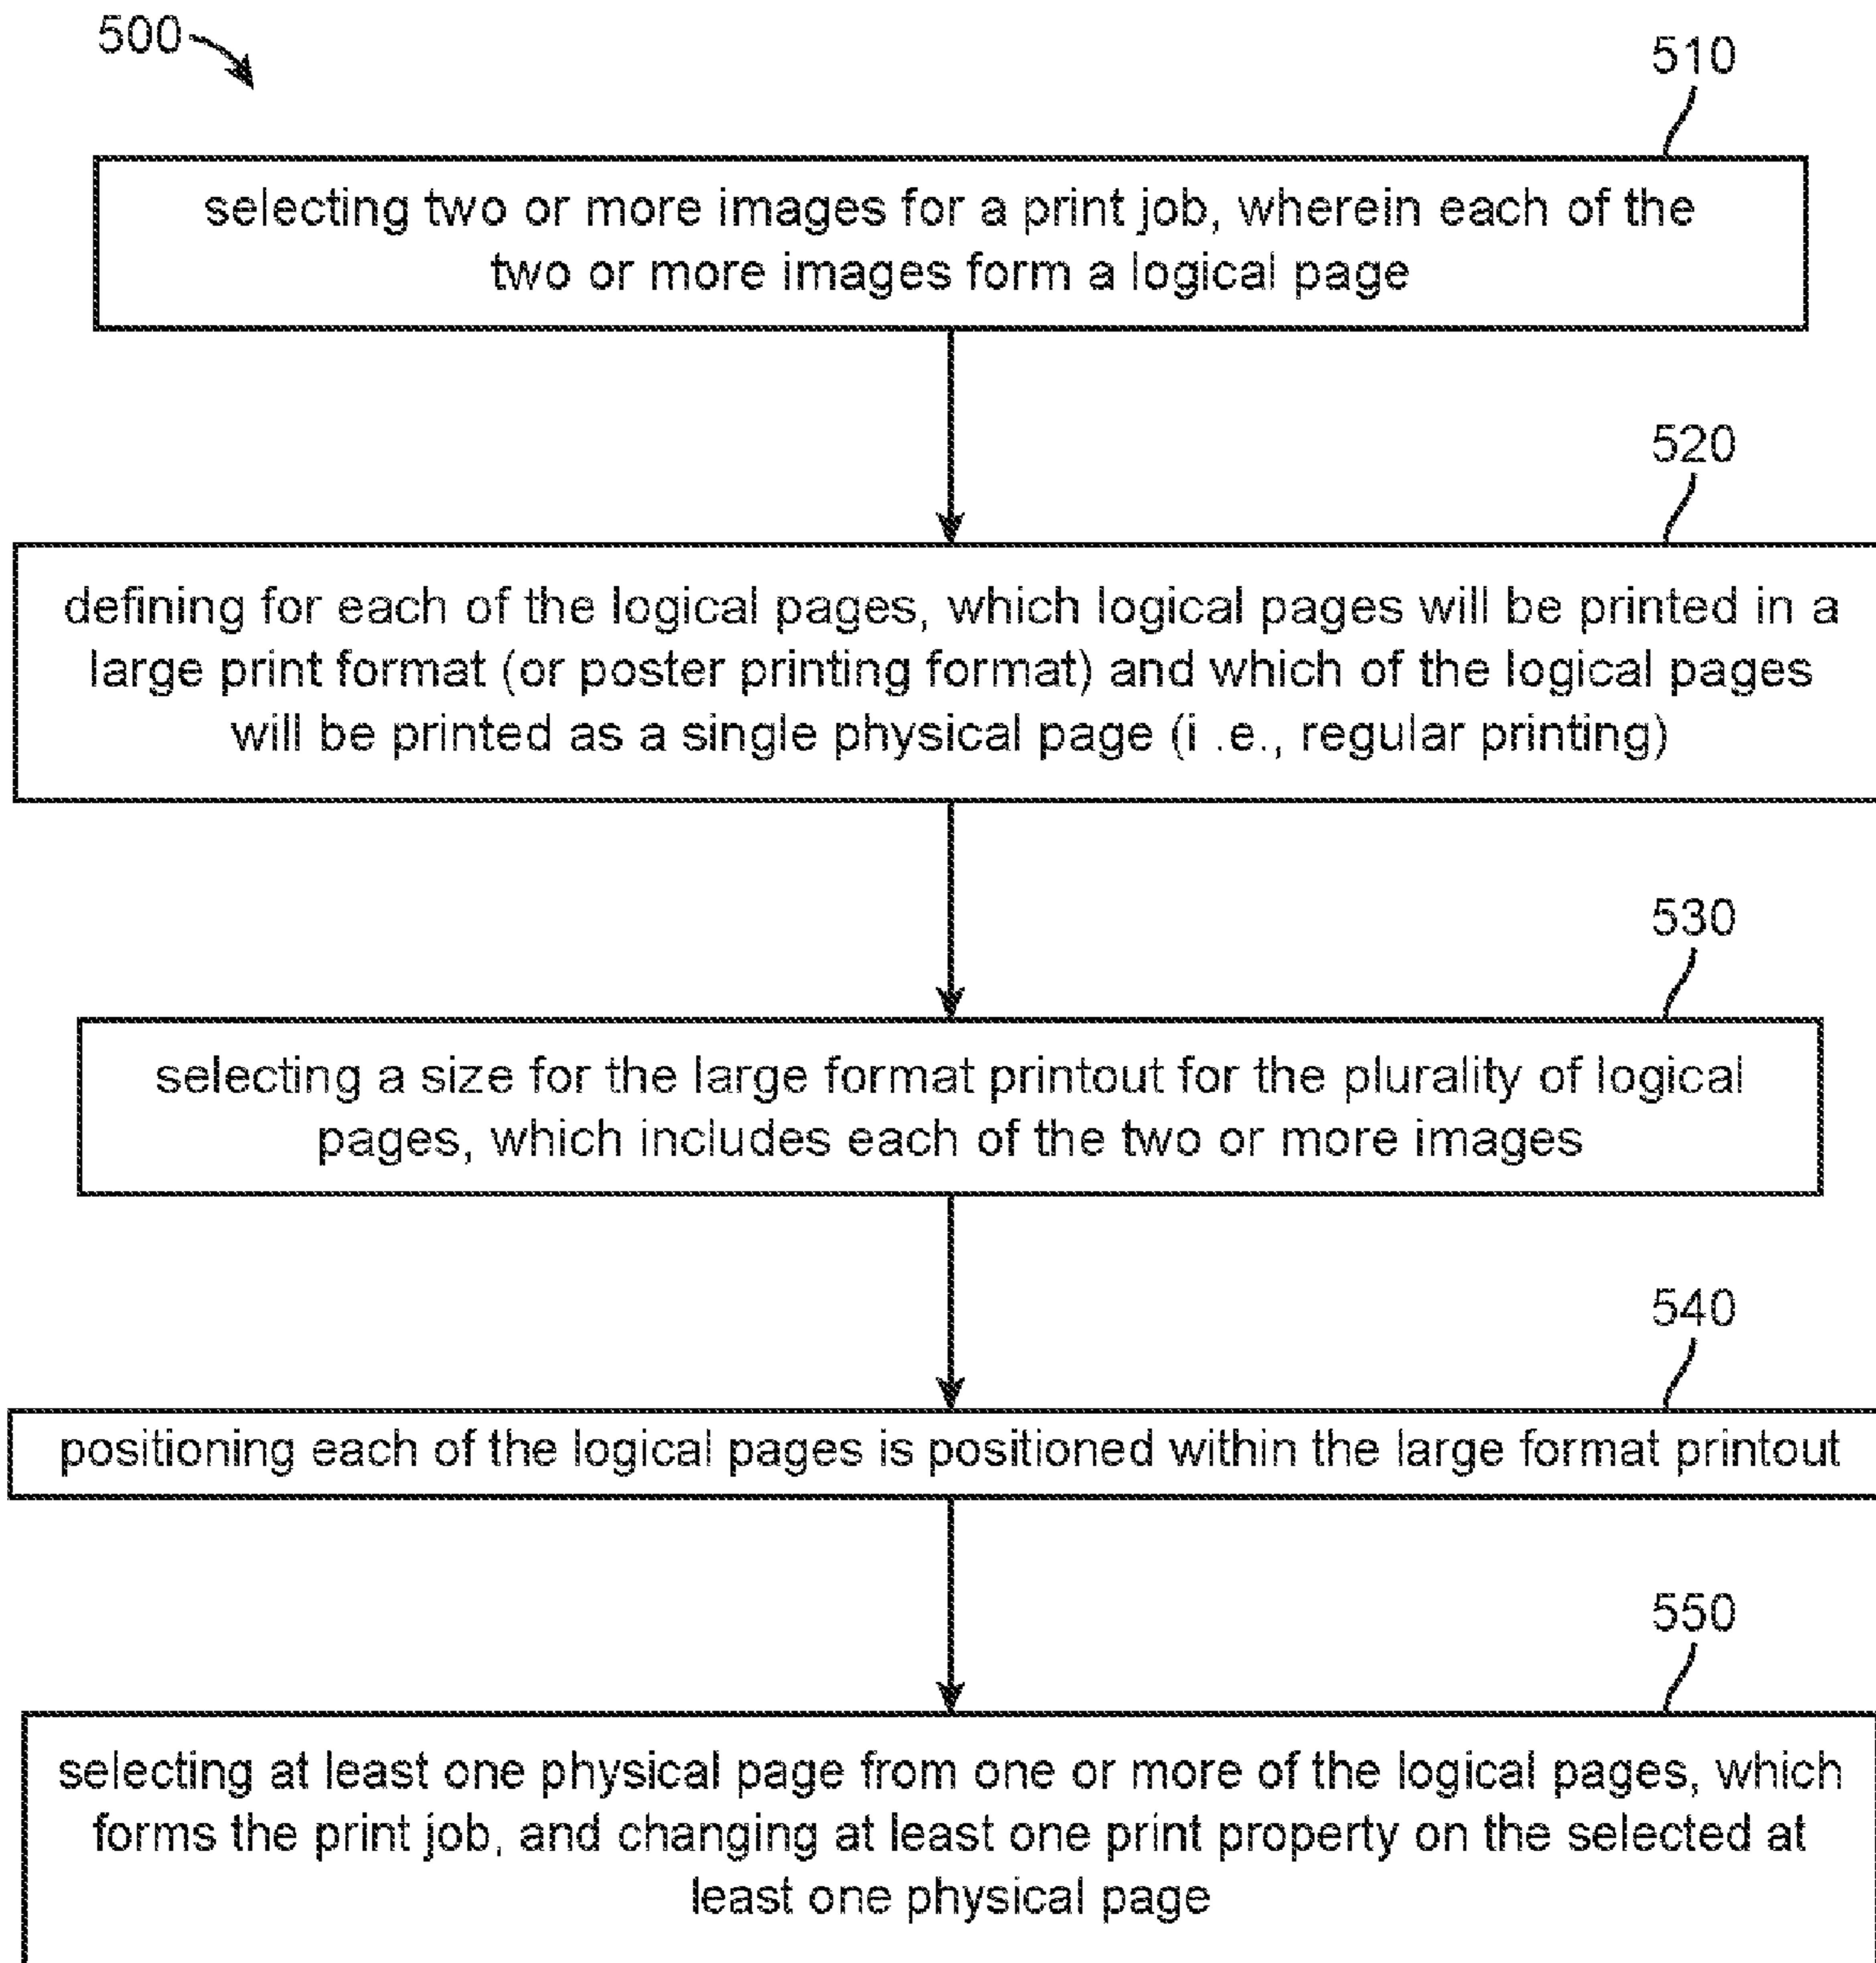 500
510
selecting two or more images for a print job, wherein each of the
two or more images form a logical page
520
defining for each of the logical pages, which logical pages will be printed in a
large print format (or poster printing format) and which of the logical pages
will be printed as a single physical page (i .e., regular printing)
530
selecting a size for the large format printout for the plurality of logical
pages, which includes each of the two or more images
540
positioning each of the logical pages is positioned within the large format printout
550
selecting at least one physical page from one or more of the logical pages, which
forms the print job, and changing at least one print property on the selected at
least one physical page